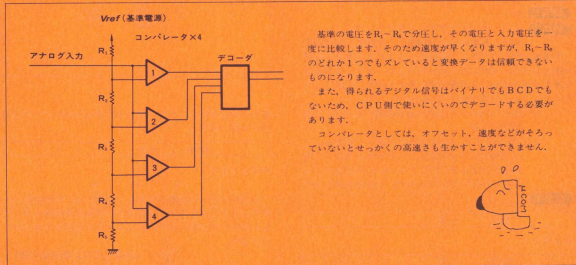 Vref(基準電源)
コンパレータ×4
デコーダ
アナログ入力
R₁
R₂
R₃
R₄
R₅
1
2
3
4
基準の電圧をR₁~R₅で分圧し，その電圧と入力電圧を一
度に比較します．そのため速度が早くなりますが，R₁~R₅
のどれか1つでもズレていると変換データは信頼できない
ものになります．
また，得られるデジタル信号はバイナリでもBCDでも
ないため，CPU側で使いにくいのでデコードする必要が
あります．
コンパレータとしては，オフセット，速度などがそろっ
ていないとせっかくの高速さも生かすことができません．
μCOM